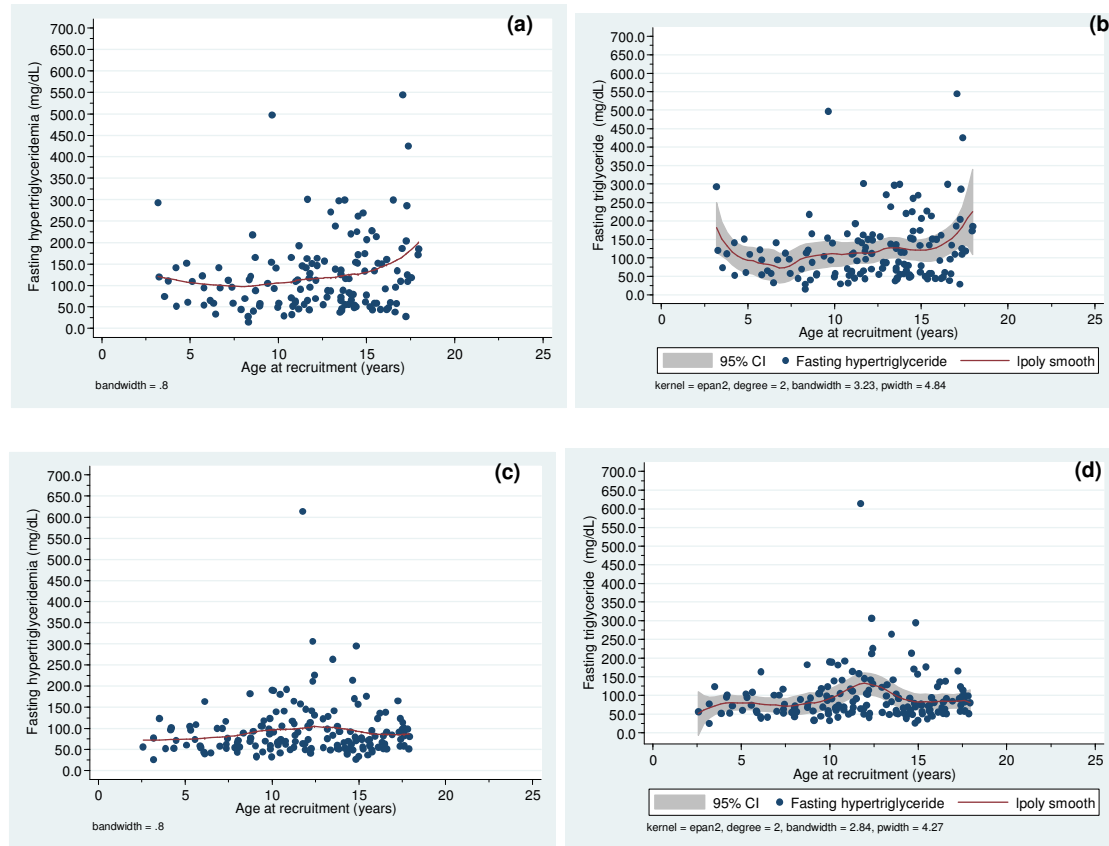 (a)
Fasting hypertriglyceridemia (mg/dL)
700.0
650.0
600.0
550.0
500.0
450.0
400.0
350.0
300.0
250.0
200.0
150.0
100.0
50.0
0.0
0 5 10 15 20 25
Age at recruitment (years)
bandwidth = .8
(b
Fasting triglyceride (mg/dL)
700.0
650.0
600.0
550.0
500.0
450.0
400.0
350.0
300.0
250.0
200.0
150.0
100.0
50.0
0.0
0 5 10 15 20 25
Age at recruitment (years)
95% CI Fasting hypertriglyceride lpoly smooth
kernel = epan2, degree = 2, bandwidth = 3.23, pwidth = 4.84
(c)
Fasting hypertriglyceridemia (mg/dL)
700.0
650.0
600.0
550.0
500.0
450.0
400.0
350.0
300.0
250.0
200.0
150.0
100.0
50.0
0.0
0 5 10 15 20 25
Age at recruitment (years)
bandwidth = .8
(d)
Fasting triglyceride (mg/dL)
700.0
650.0
600.0
550.0
500.0
450.0
400.0
350.0
300.0
250.0
200.0
150.0
100.0
50.0
0.0
0 5 10 15 20 25
Age at recruitment (years)
95% CI Fasting hypertriglyceride lpoly smooth
kernel = epan2, degree = 2, bandwidth = 2.84, pwidth = 4.27